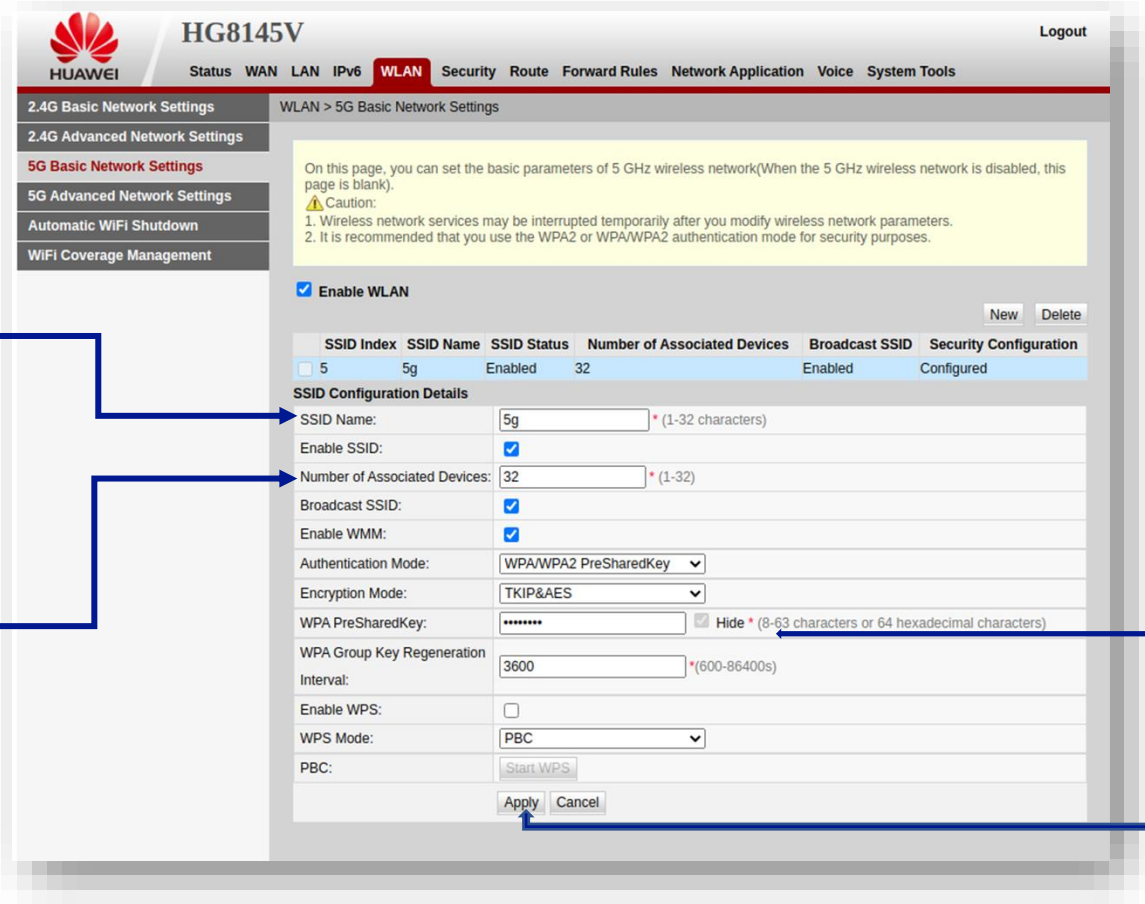 HUAWEI
HG8145V
Logout
Status WAN LAN IPv6 WLAN Security Route Forward Rules Network Application Voice System Tools
2.4G Basic Network Settings
2.4G Advanced Network Settings
5G Basic Network Settings
5G Advanced Network Settings
Automatic WiFi Shutdown
WiFi Coverage Management
WLAN > 5G Basic Network Settings
On this page, you can set the basic parameters of 5 GHz wireless network(When the 5 GHz wireless network is disabled, this
page is blank).
Caution:
1. Wireless network services may be interrupted temporarily after you modify wireless network parameters.
2. It is recommended that you use the WPA2 or WPA/WPA2 authentication mode for security purposes.
Enable WLAN
New Delete
SSID Index SSID Name SSID Status Number of Associated Devices Broadcast SSID Security Configuration
5 5g Enabled 32 Enabled Configured
SSID Configuration Details
SSID Name: 5g * (1-32 characters)
Enable SSID:
Number of Associated Devices: 32 * (1-32)
Broadcast SSID:
Enable WMM:
Authentication Mode: WPA/WPA2 PreSharedKey
Encryption Mode: TKIP&AES
WPA PreSharedKey: •••••••• Hide * (8-63 characters or 64 hexadecimal characters)
WPA Group Key Regeneration
Interval: 3600 *(600-86400s)
Enable WPS:
WPS Mode: PBC
PBC: Start WPS
Apply Cancel